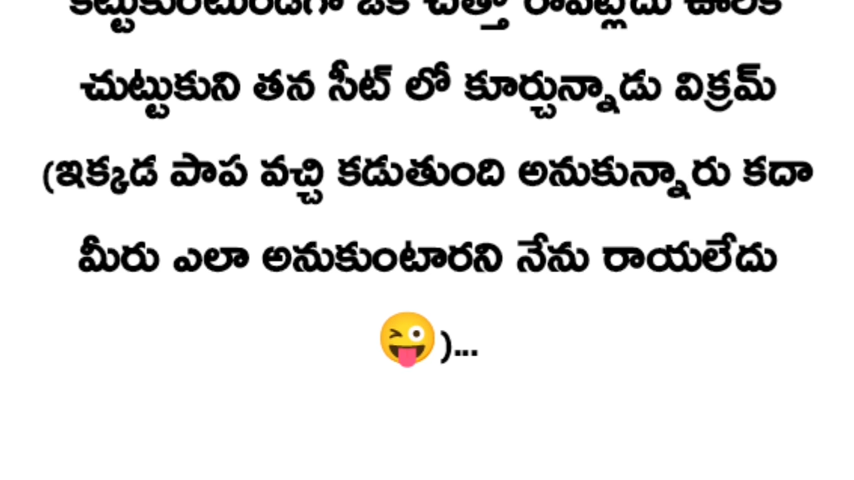 చుట్టుకుని తన సీట్ లో కూర్చున్నాడు విక్రమ్
(ఇక్కడ పాప వచ్చి కడుతుంది అనుకున్నారు కదా
మీరు ఎలా అనుకుంటారని నేను రాయలేదు
😜)...